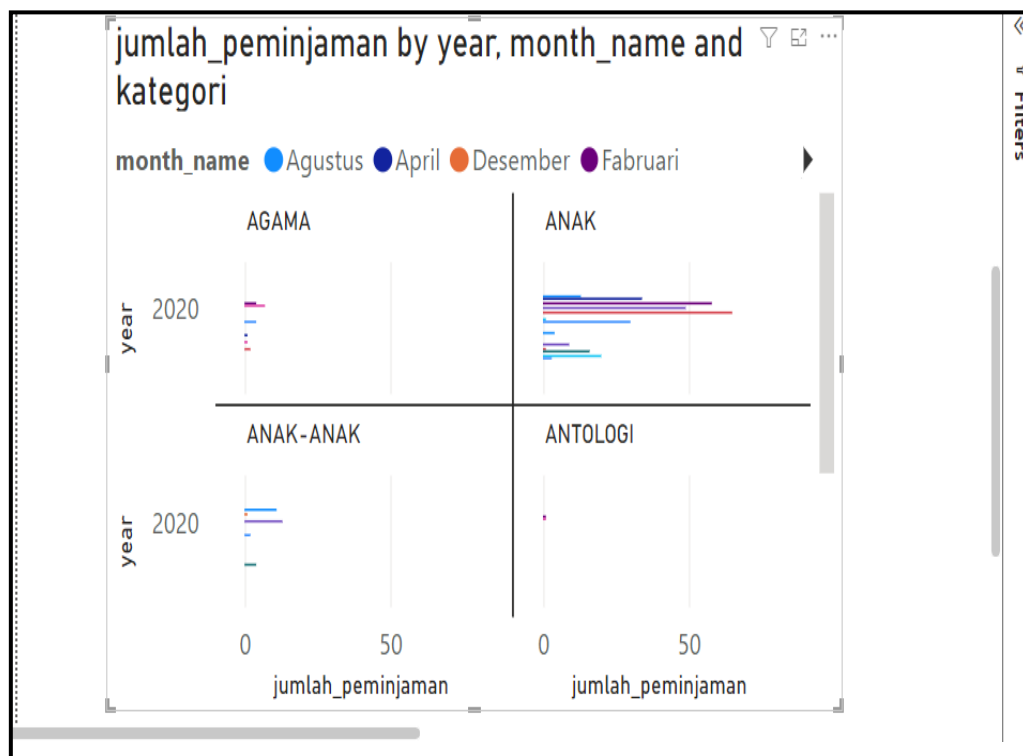 jumlah_peminjaman by year, month_name and
kategori
month_name Agustus April Desember Fabruari
AGAMA
ANAK
year
2020
ANAK-ANAK
ANTOLOGI
year
2020
0 50 0 50
jumlah_peminjaman jumlah_peminjaman
Filters